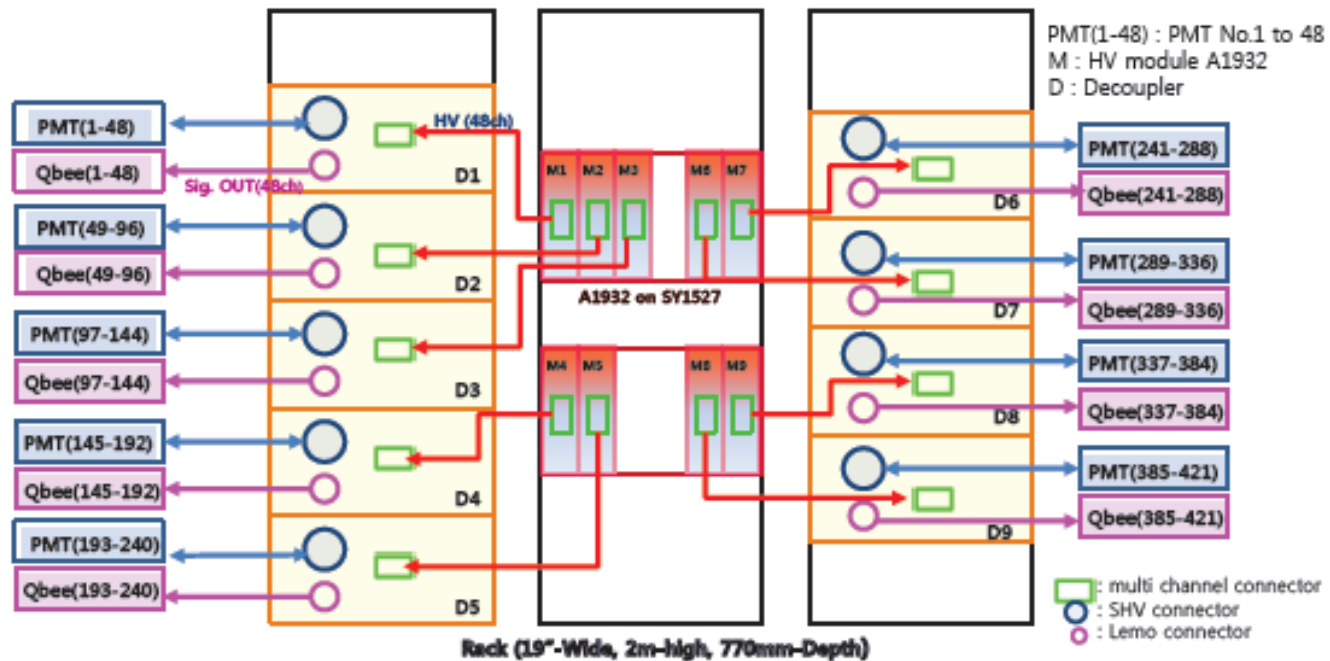 PMT(1-48) : PMT No.1 to 48
M : HV module A1932
D : Decoupler
PMT(1-48)
Qbee(1-48)
HV (48ch)
Sig. OUT(48ch)
D1
PMT(49-96)
Qbee(49-96)
D2
PMT(97-144)
Qbee(97-144)
D3
PMT(145-192)
Qbee(145-192)
D4
PMT(193-240)
Qbee(193-240)
D5
M1 M2 M3 M6 M7
A1932 on SY1527
M4 M5 M8 M9
D6
PMT(241-288)
Qbee(241-288)
D7
PMT(289-336)
Qbee(289-336)
D8
PMT(337-384)
Qbee(337-384)
D9
PMT(385-421)
Qbee(385-421)
: multi channel connector
: SHV connector
: Lemo connector
Rack (19"-Wide, 2m-high, 770mm-Depth)